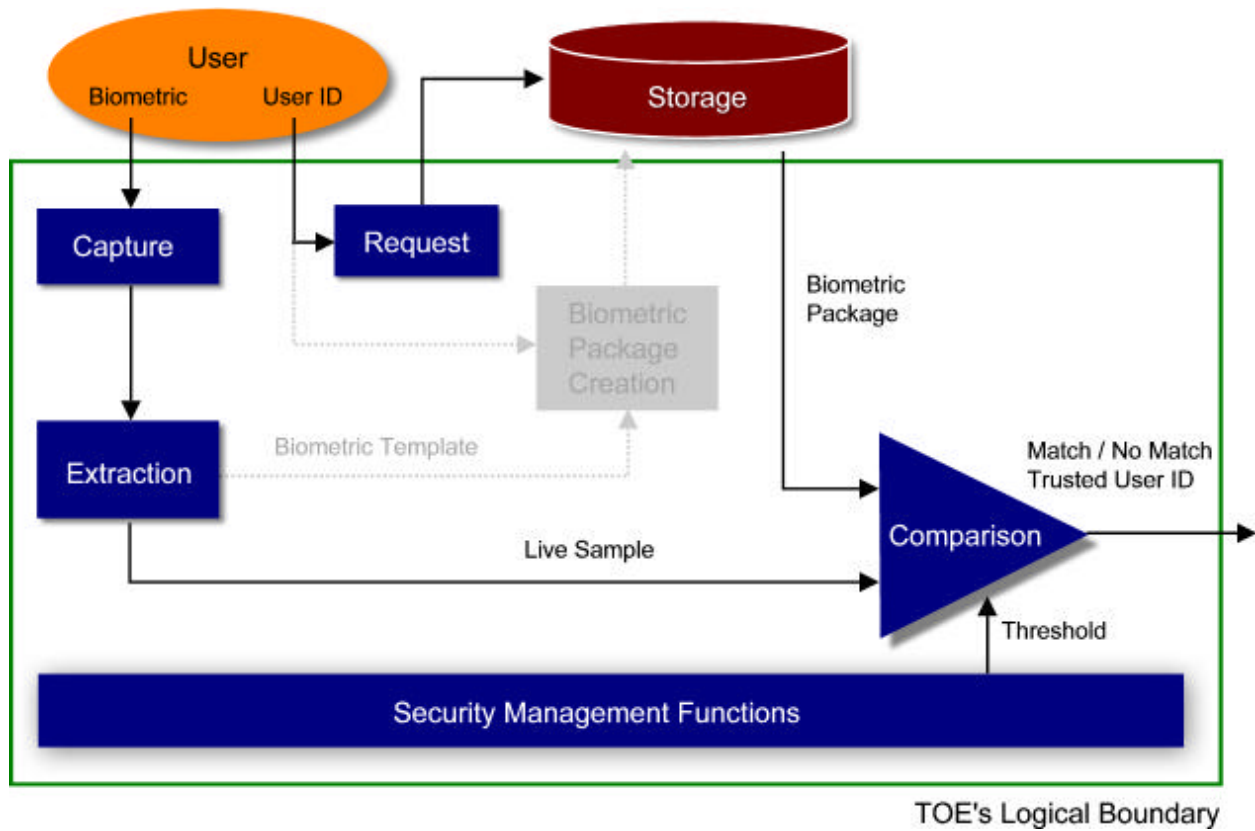 User
Biometric
User ID
Storage
Capture
Request
Biometric
Package
Biometric
Package
Creation
Biometric Template
Extraction
Match / No Match
Trusted User ID
Comparison
Live Sample
Threshold
Security Management Functions
TOE's Logical Boundary